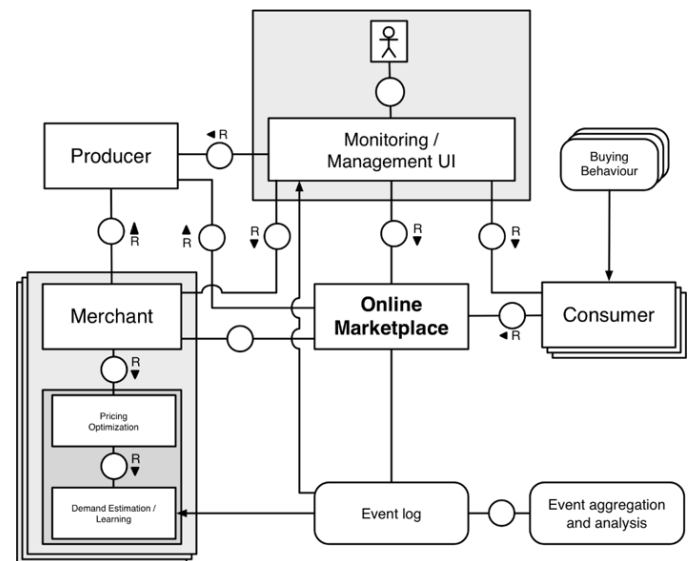 ◄ R
Monitoring /
Management UI
Producer
Buying
Behaviour
▲
R
▲
R
R
▼
R
▼
R
▼
Merchant
Online
Marketplace
Consumer
◄ R
R
▼
Pricing
Optimization
R
▼
Demand Estimation /
Learning
Event log
Event aggregation
and analysis